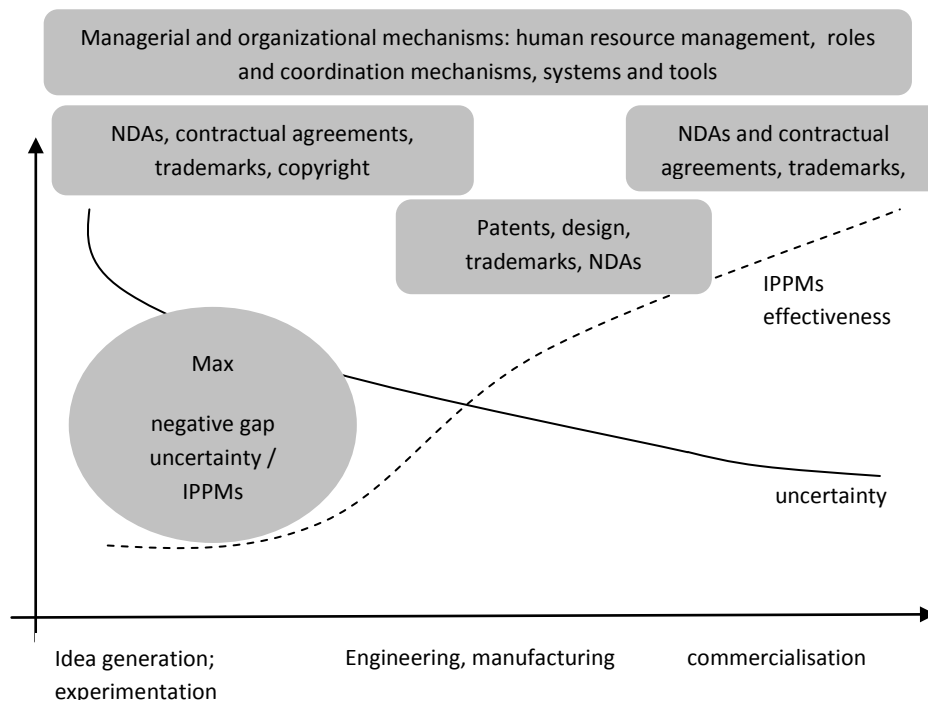 Managerial and organizational mechanisms: human resource management, roles
and coordination mechanisms, systems and tools
NDAs, contractual agreements,
trademarks, copyright
NDAs and contractual
agreements, trademarks,
Patents, design,
trademarks, NDAs
IPPMs
effectiveness
Max
negative gap
uncertainty /
IPPMs
uncertainty
Idea generation;
experimentation
Engineering, manufacturing
commercialisation